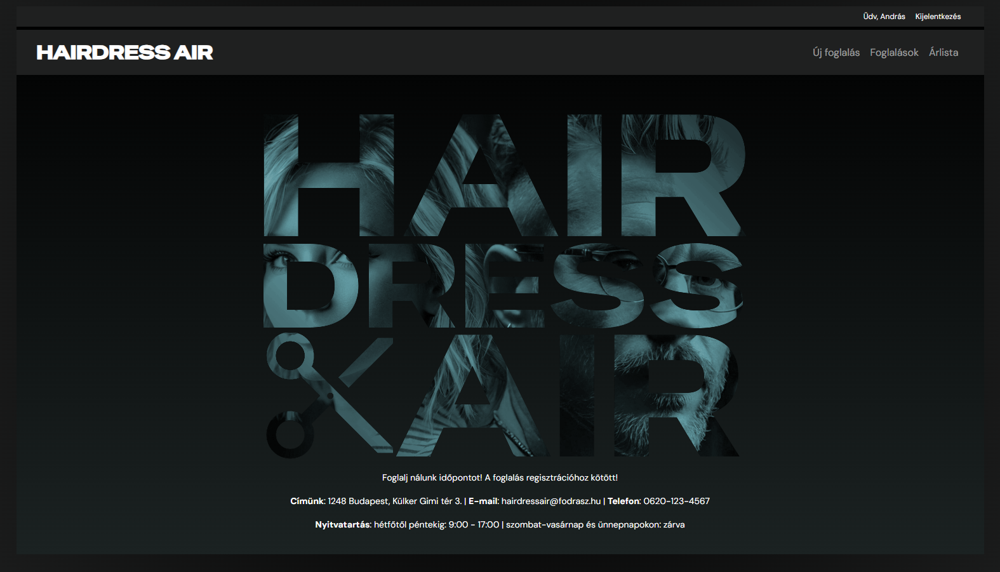 Üdv, András Kijelentkezés
HAIRDRESS AIR
Új foglalás Foglalások Árlista
HAIR
DRESS
AIR
Foglalj nálunk időpontot! A foglalás regisztrációhoz kötött!
Címünk: 1248 Budapest, Külker Gimi tér 3. | E-mail: hairdressair@fodrasz.hu | Telefon: 0620-123-4567
Nyitvatartás: hétfőtől péntekig: 9:00 - 17:00 | szombat-vasárnap és ünnepnapokon: zárva